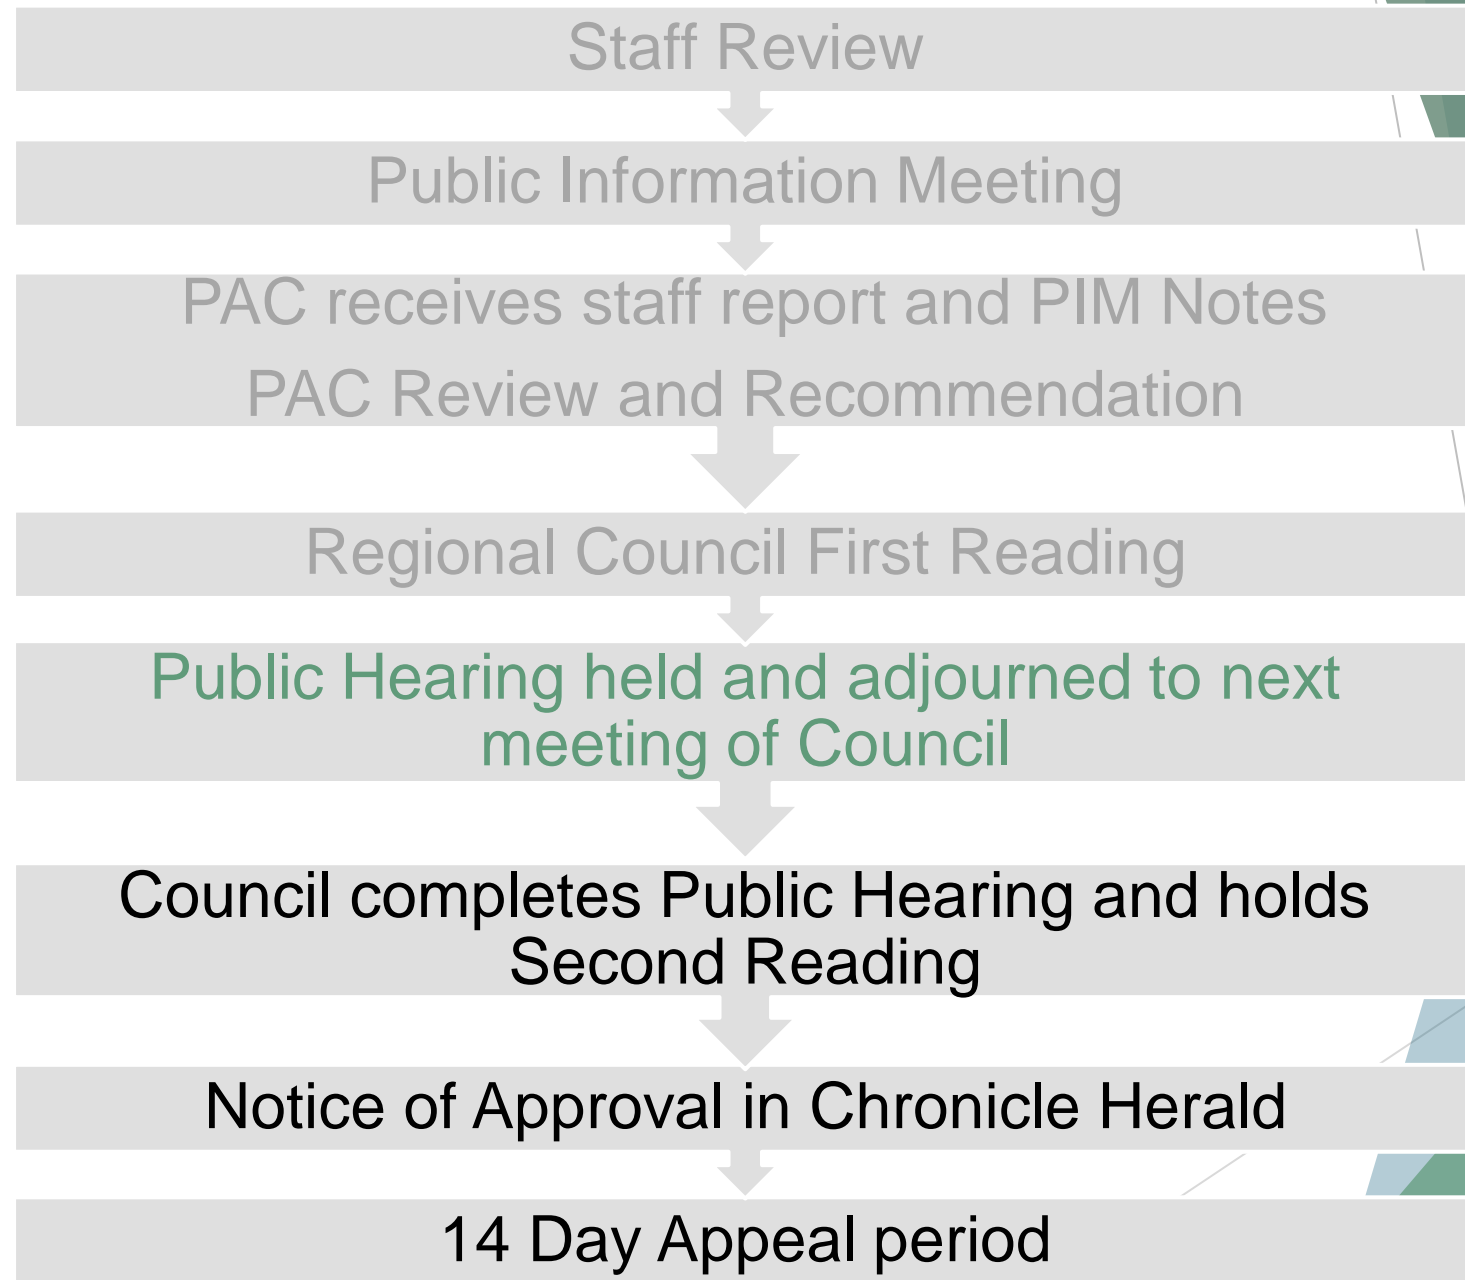 Staff Review
Public Information Meeting
PAC receives staff report and PIM Notes
PAC Review and Recommendation
Regional Council First Reading
Public Hearing held and adjourned to next
meeting of Council
Council completes Public Hearing and holds
Second Reading
Notice of Approval in Chronicle Herald
14 Day Appeal period